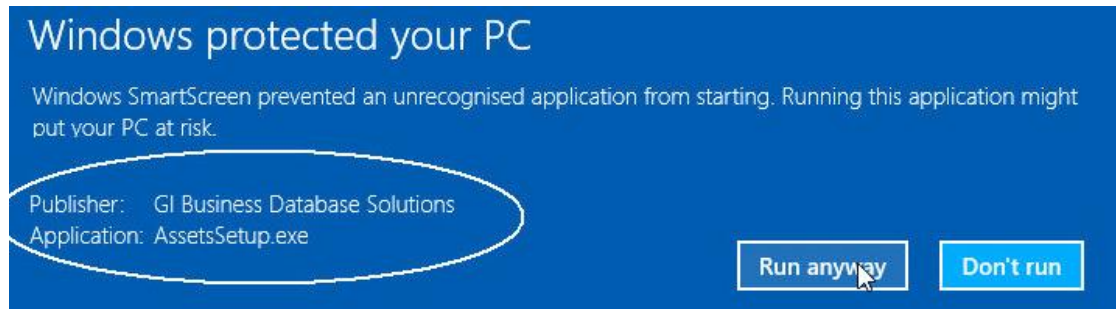 Windows protected your PC
Windows SmartScreen prevented an unrecognised application from starting. Running this application might
put your PC at risk.
Publisher: GI Business Database Solutions
Application: AssetsSetup.exe
Run anyway Don't run